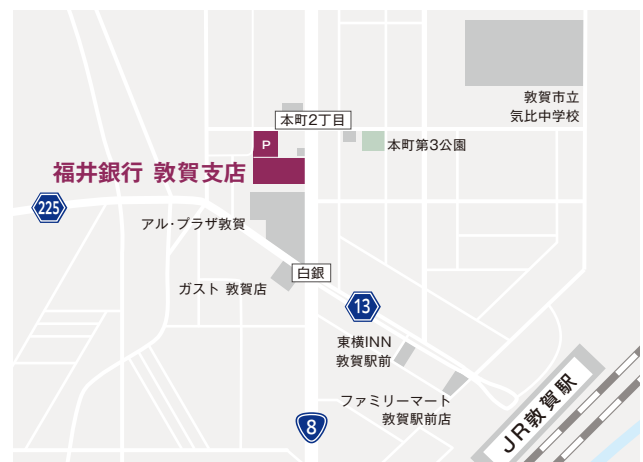 敦賀市立
気比中学校
本町2丁目
P
本町第3公園
福井銀行 敦賀支店
225
アル・プラザ敦賀
白銀
ガスト 敦賀店
13
東横INN
敦賀駅前
ファミリーマート
敦賀駅前店
JR敦賀駅
8